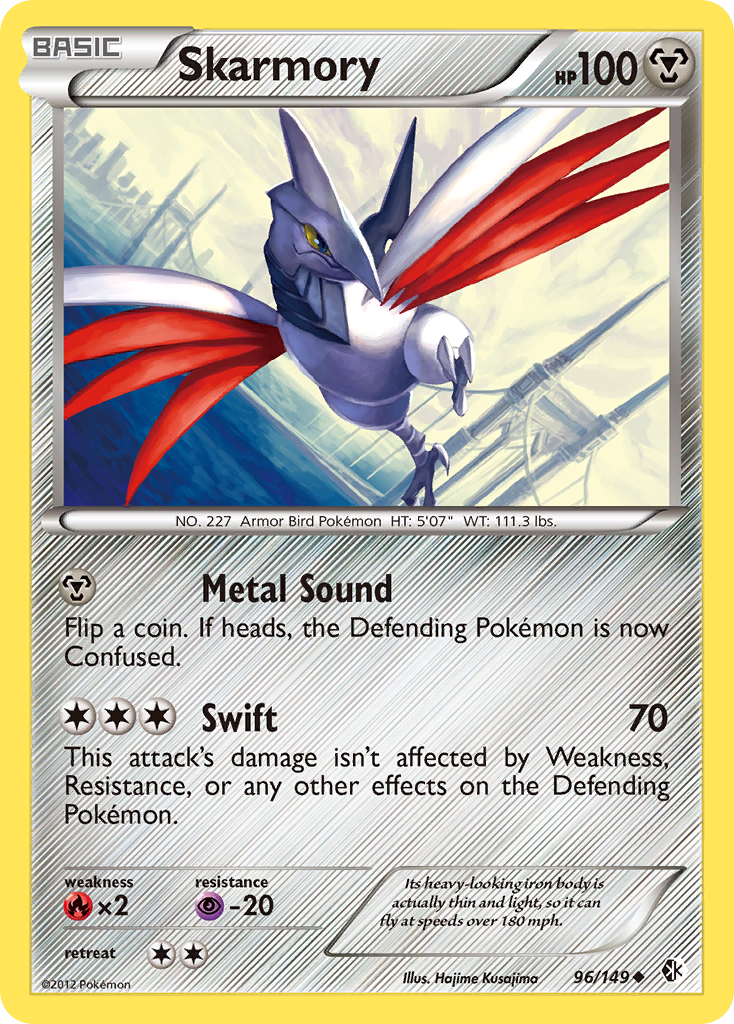 BASIC
Skarmory
HP100
NO. 227 Armor Bird Pokémon HT: 5'07" WT: 111.3 lbs.
Metal Sound
Flip a coin. If heads, the Defending Pokémon is now
Confused.
Swift 70
This attack's damage isn't affected by Weakness,
Resistance, or any other effects on the Defending
Pokémon.
weakness resistance
×2 -20
retreat
Its heavy-looking iron body is
actually thin and light, so it can
fly at speeds over 180 mph.
©2012 Pokémon
Illus. Hajime Kusajima
96/149